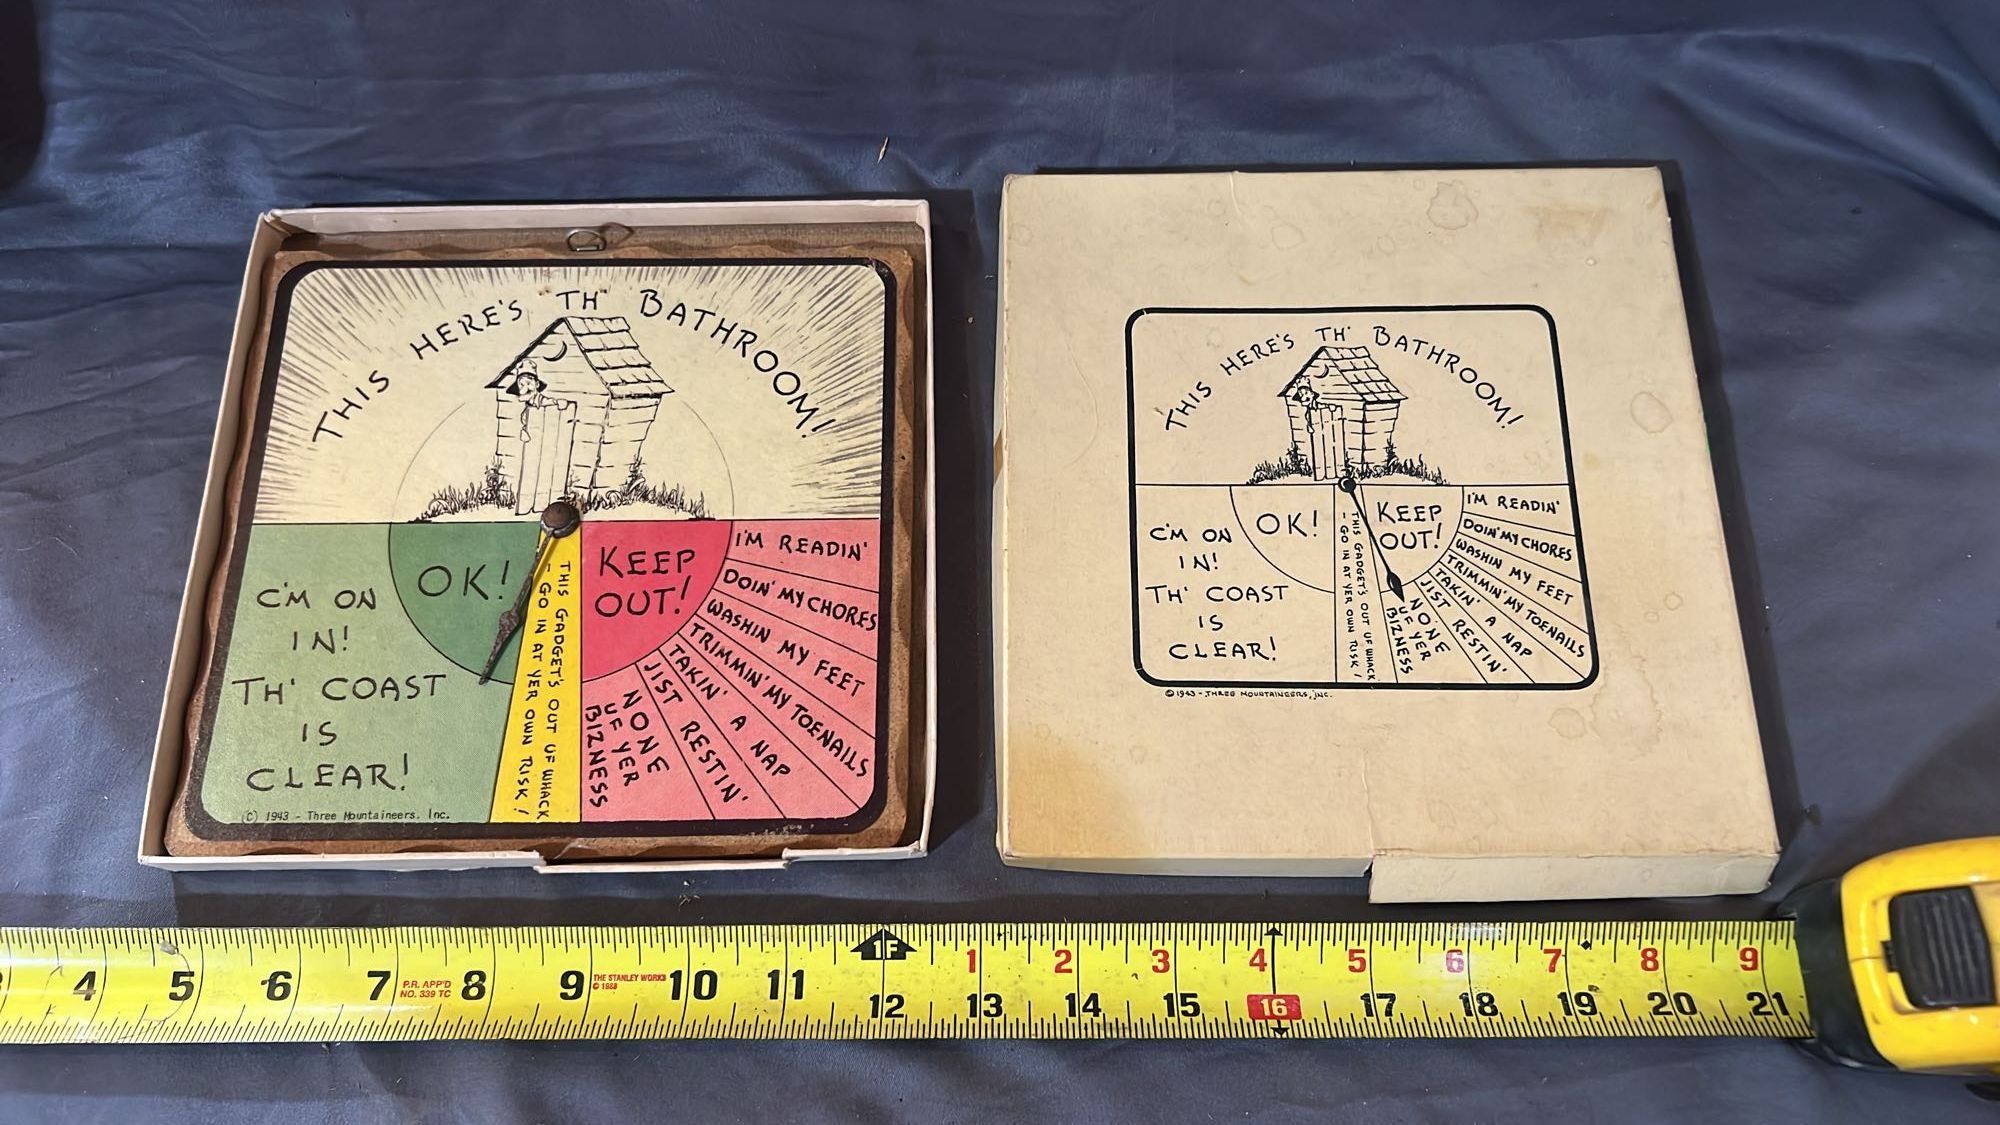 THIS HERE'S TH' BATHROOM!
OK!
KEEP
OUT!
C'M ON
IN!
TH' COAST
IS
CLEAR!
THIS GADGET'S OUT UF WHACK
- GO IN AT YER OWN RISK!
I'M READIN'
DOIN' MY CHORES
WASHIN MY FEET
TRIMMIN' MY TOENAILS
TAKIN' A NAP
JIST RESTIN'
NONE
UF YER
BIZNESS
(C) 1943 - Three Mountaineers, Inc.
THIS HERE'S TH' BATHROOM!
OK!
KEEP
OUT!
C'M ON
IN!
TH' COAST
IS
CLEAR!
THIS GADGET'S OUT UF WHACK
- GO IN AT YER OWN RISK!
I'M READIN'
DOIN' MY CHORES
WASHIN MY FEET
TRIMMIN' MY TOENAILS
TAKIN' A NAP
JIST RESTIN'
NONE
UF YER
BIZNESS
© 1943 - THREE MOUNTAINEERS, INC.
1F 1 2 3 4 5 6 7 8 9
3 4 5 6 7 8 9 10 11 12 13 14 15 16 17 18 19 20 21
P.R. APP'D
NO. 339 TC
THE STANLEY WORKS
© 1988